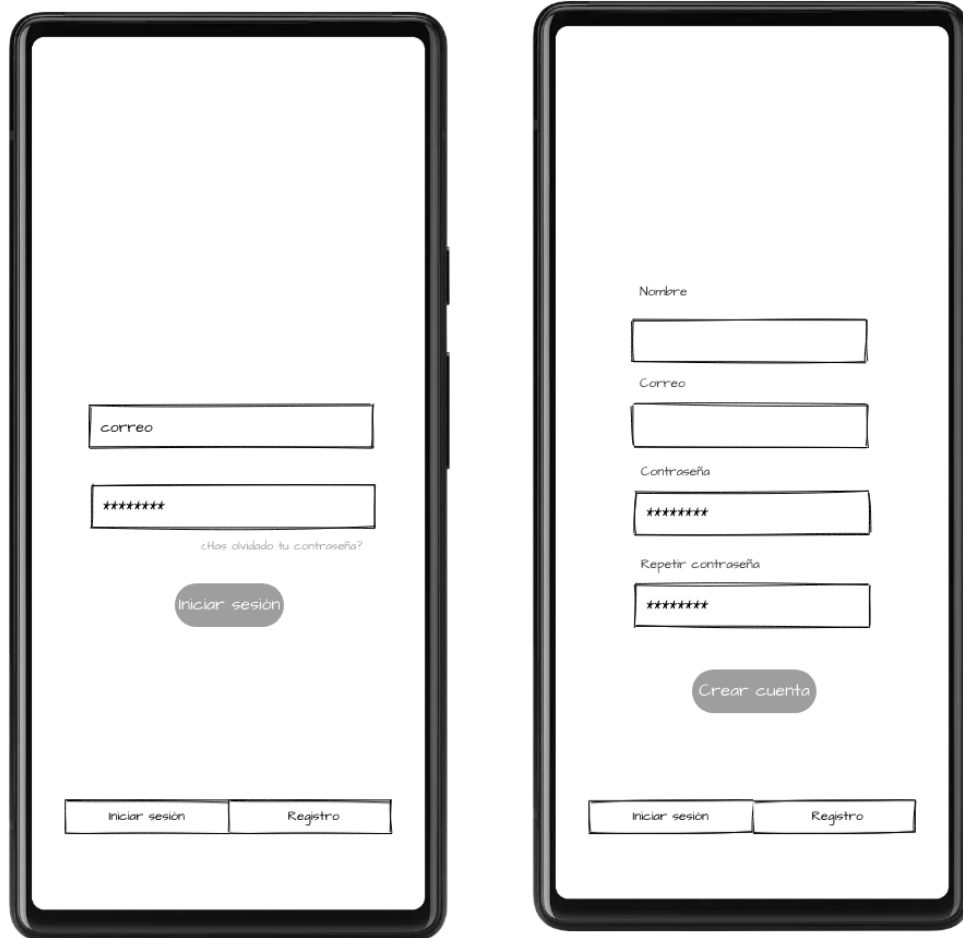 correo
********
¿Has olvidado tu contraseña?
Iniciar sesión
Iniciar sesión
Registro
Nombre
Correo
Contraseña
********
Repetir contraseña
********
Crear cuenta
Iniciar sesión
Registro